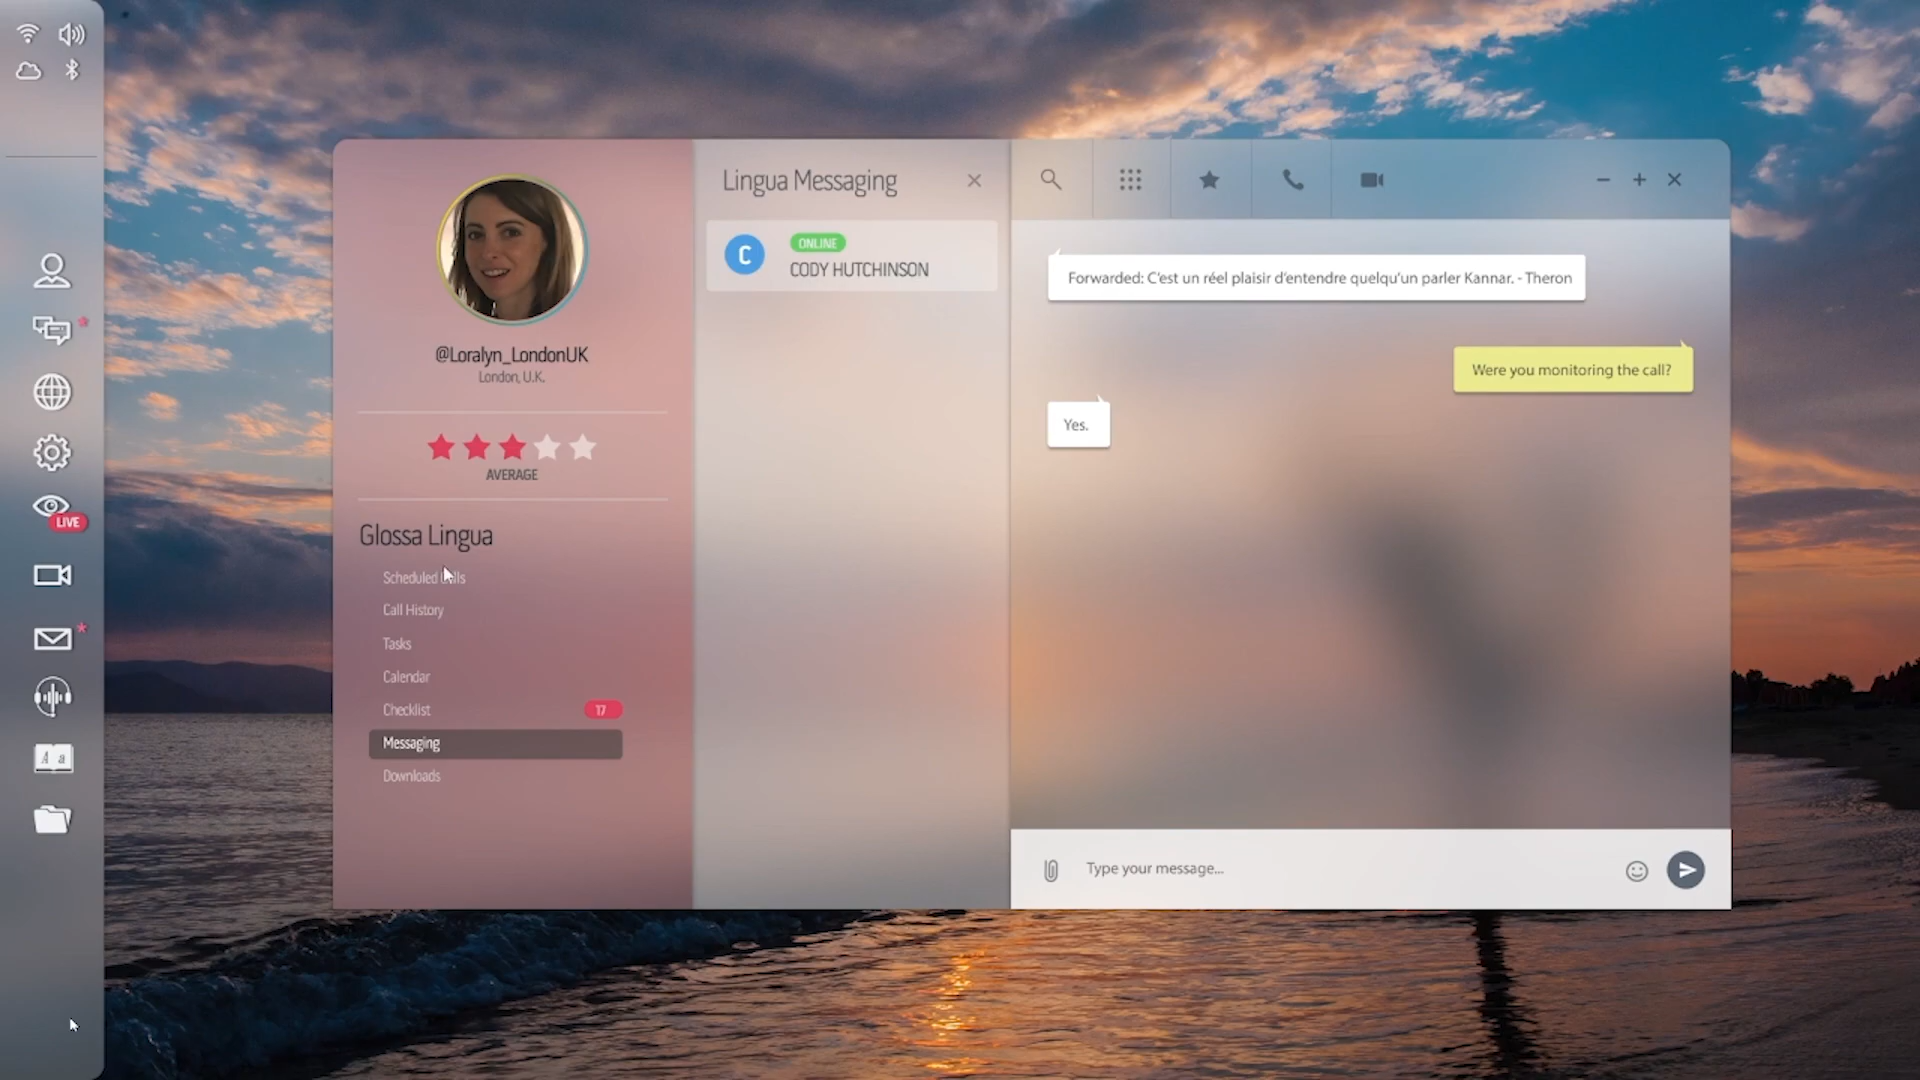 LIVE
A a
@Loralyn_LondonUK
London, U.K.
AVERAGE
Glossa Lingua
Scheduled
Call History
Tasks
Calendar
Checklist 17
Messaging
Downloads
Lingua Messaging
C
ONLINE
CODY HUTCHINSON
Forwarded: C'est un réel plaisir d'entendre quelqu'un parler Kannar. - Theron
Were you monitoring the call?
Yes.
Type your message...